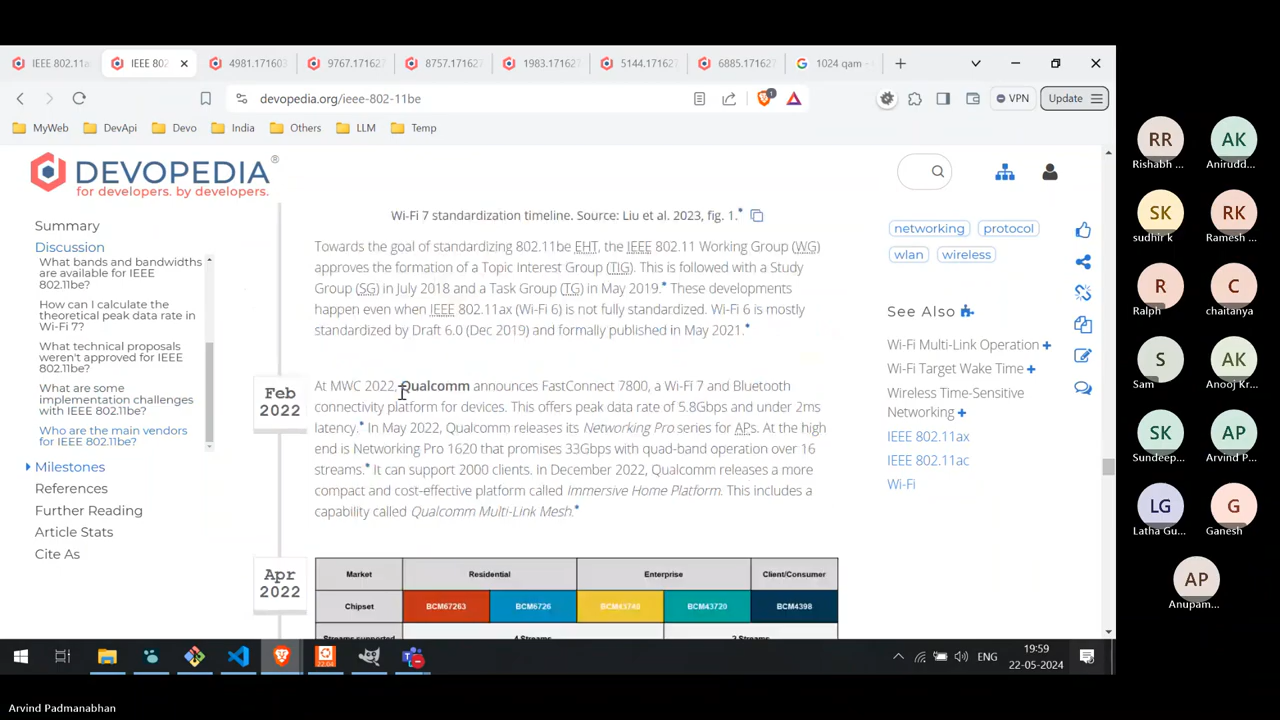 IEEE 802.11a
IEEE 802
4981.171603
9767.17162
8757.17162
1983.17162
5144.17162
6885.17162
1024 qam -
devopedia.org/ieee-802-11be
1
VPN
Update
MyWeb
DevApi
Devo
India
Others
LLM
Temp
DEVOPEDIA®
for developers. by developers.
Summary
Discussion
What bands and bandwidths
are available for IEEE
802.11be?
How can I calculate the
theoretical peak data rate in
Wi-Fi 7?
What technical proposals
weren't approved for IEEE
802.11be?
What are some
implementation challenges
with IEEE 802.11be?
Who are the main vendors
for IEEE 802.11be?
Milestones
References
Further Reading
Article Stats
Cite As
Wi-Fi 7 standardization timeline. Source: Liu et al. 2023, fig. 1.*
Towards the goal of standardizing 802.11be EHT, the IEEE 802.11 Working Group (WG)
approves the formation of a Topic Interest Group (TIG). This is followed with a Study
Group (SG) in July 2018 and a Task Group (TG) in May 2019.* These developments
happen even when IEEE 802.11ax (Wi-Fi 6) is not fully standardized. Wi-Fi 6 is mostly
standardized by Draft 6.0 (Dec 2019) and formally published in May 2021.*
Feb
2022
At MWC 2022, Qualcomm announces FastConnect 7800, a Wi-Fi 7 and Bluetooth
connectivity platform for devices. This offers peak data rate of 5.8Gbps and under 2ms
latency.* In May 2022, Qualcomm releases its Networking Pro series for APs. At the high
end is Networking Pro 1620 that promises 33Gbps with quad-band operation over 16
streams.* It can support 2000 clients. In December 2022, Qualcomm releases a more
compact and cost-effective platform called Immersive Home Platform. This includes a
capability called Qualcomm Multi-Link Mesh.*
Apr
2022
Market Residential Enterprise Client/Consumer
Chipset BCM67263 BCM6726 BCM43740 BCM43720 BCM4398
Streams supported 4 Streams 2 Streams
networking protocol
wlan wireless
See Also
Wi-Fi Multi-Link Operation +
Wi-Fi Target Wake Time +
Wireless Time-Sensitive
Networking +
IEEE 802.11ax
IEEE 802.11ac
Wi-Fi
22.04
ENG
19:59
22-05-2024
RR
Rishabh ...
AK
Anirudd...
SK
sudhir k
RK
Ramesh ...
R
Ralph
C
chaitanya
S
Sam
AK
Anooj Kr...
SK
Sundeep...
AP
Arvind P...
LG
Latha Gu...
G
Ganesh
AP
Anupam...
Arvind Padmanabhan